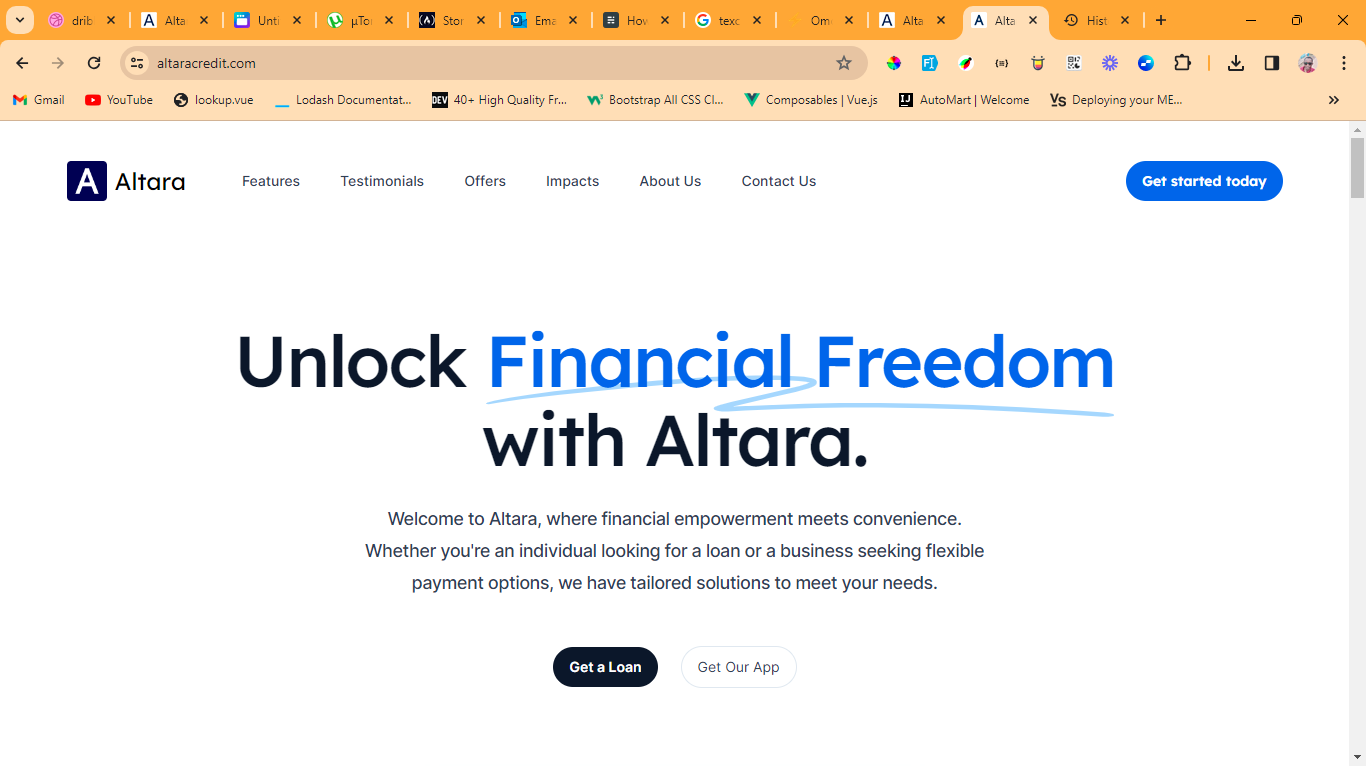 drib
Alta
Unti
µTor
Stor
Ema
How
texc
Om
Alta
Alta
Hist
altaracredit.com
Gmail
YouTube
lookup.vue
Lodash Documentat...
DEV
40+ High Quality Fr...
Bootstrap All CSS Cl...
Composables | Vue.js
AutoMart | Welcome
Deploying your ME...
A Altara
Features
Testimonials
Offers
Impacts
About Us
Contact Us
Get started today
Unlock Financial Freedom
with Altara.
Welcome to Altara, where financial empowerment meets convenience.
Whether you're an individual looking for a loan or a business seeking flexible
payment options, we have tailored solutions to meet your needs.
Get a Loan
Get Our App